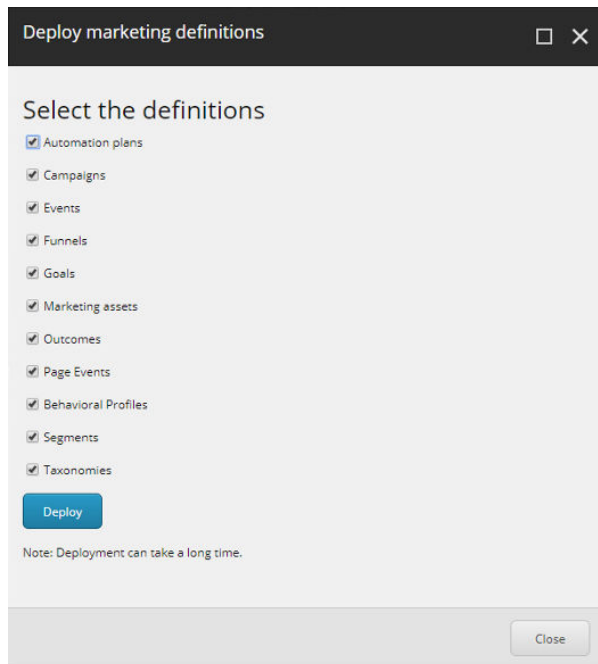 Deploy marketing definitions
Select the definitions
Automation plans
Campaigns
Events
Funnels
Goals
Marketing assets
Outcomes
Page Events
Behavioral Profiles
Segments
Taxonomies
Deploy
Note: Deployment can take a long time.
Close